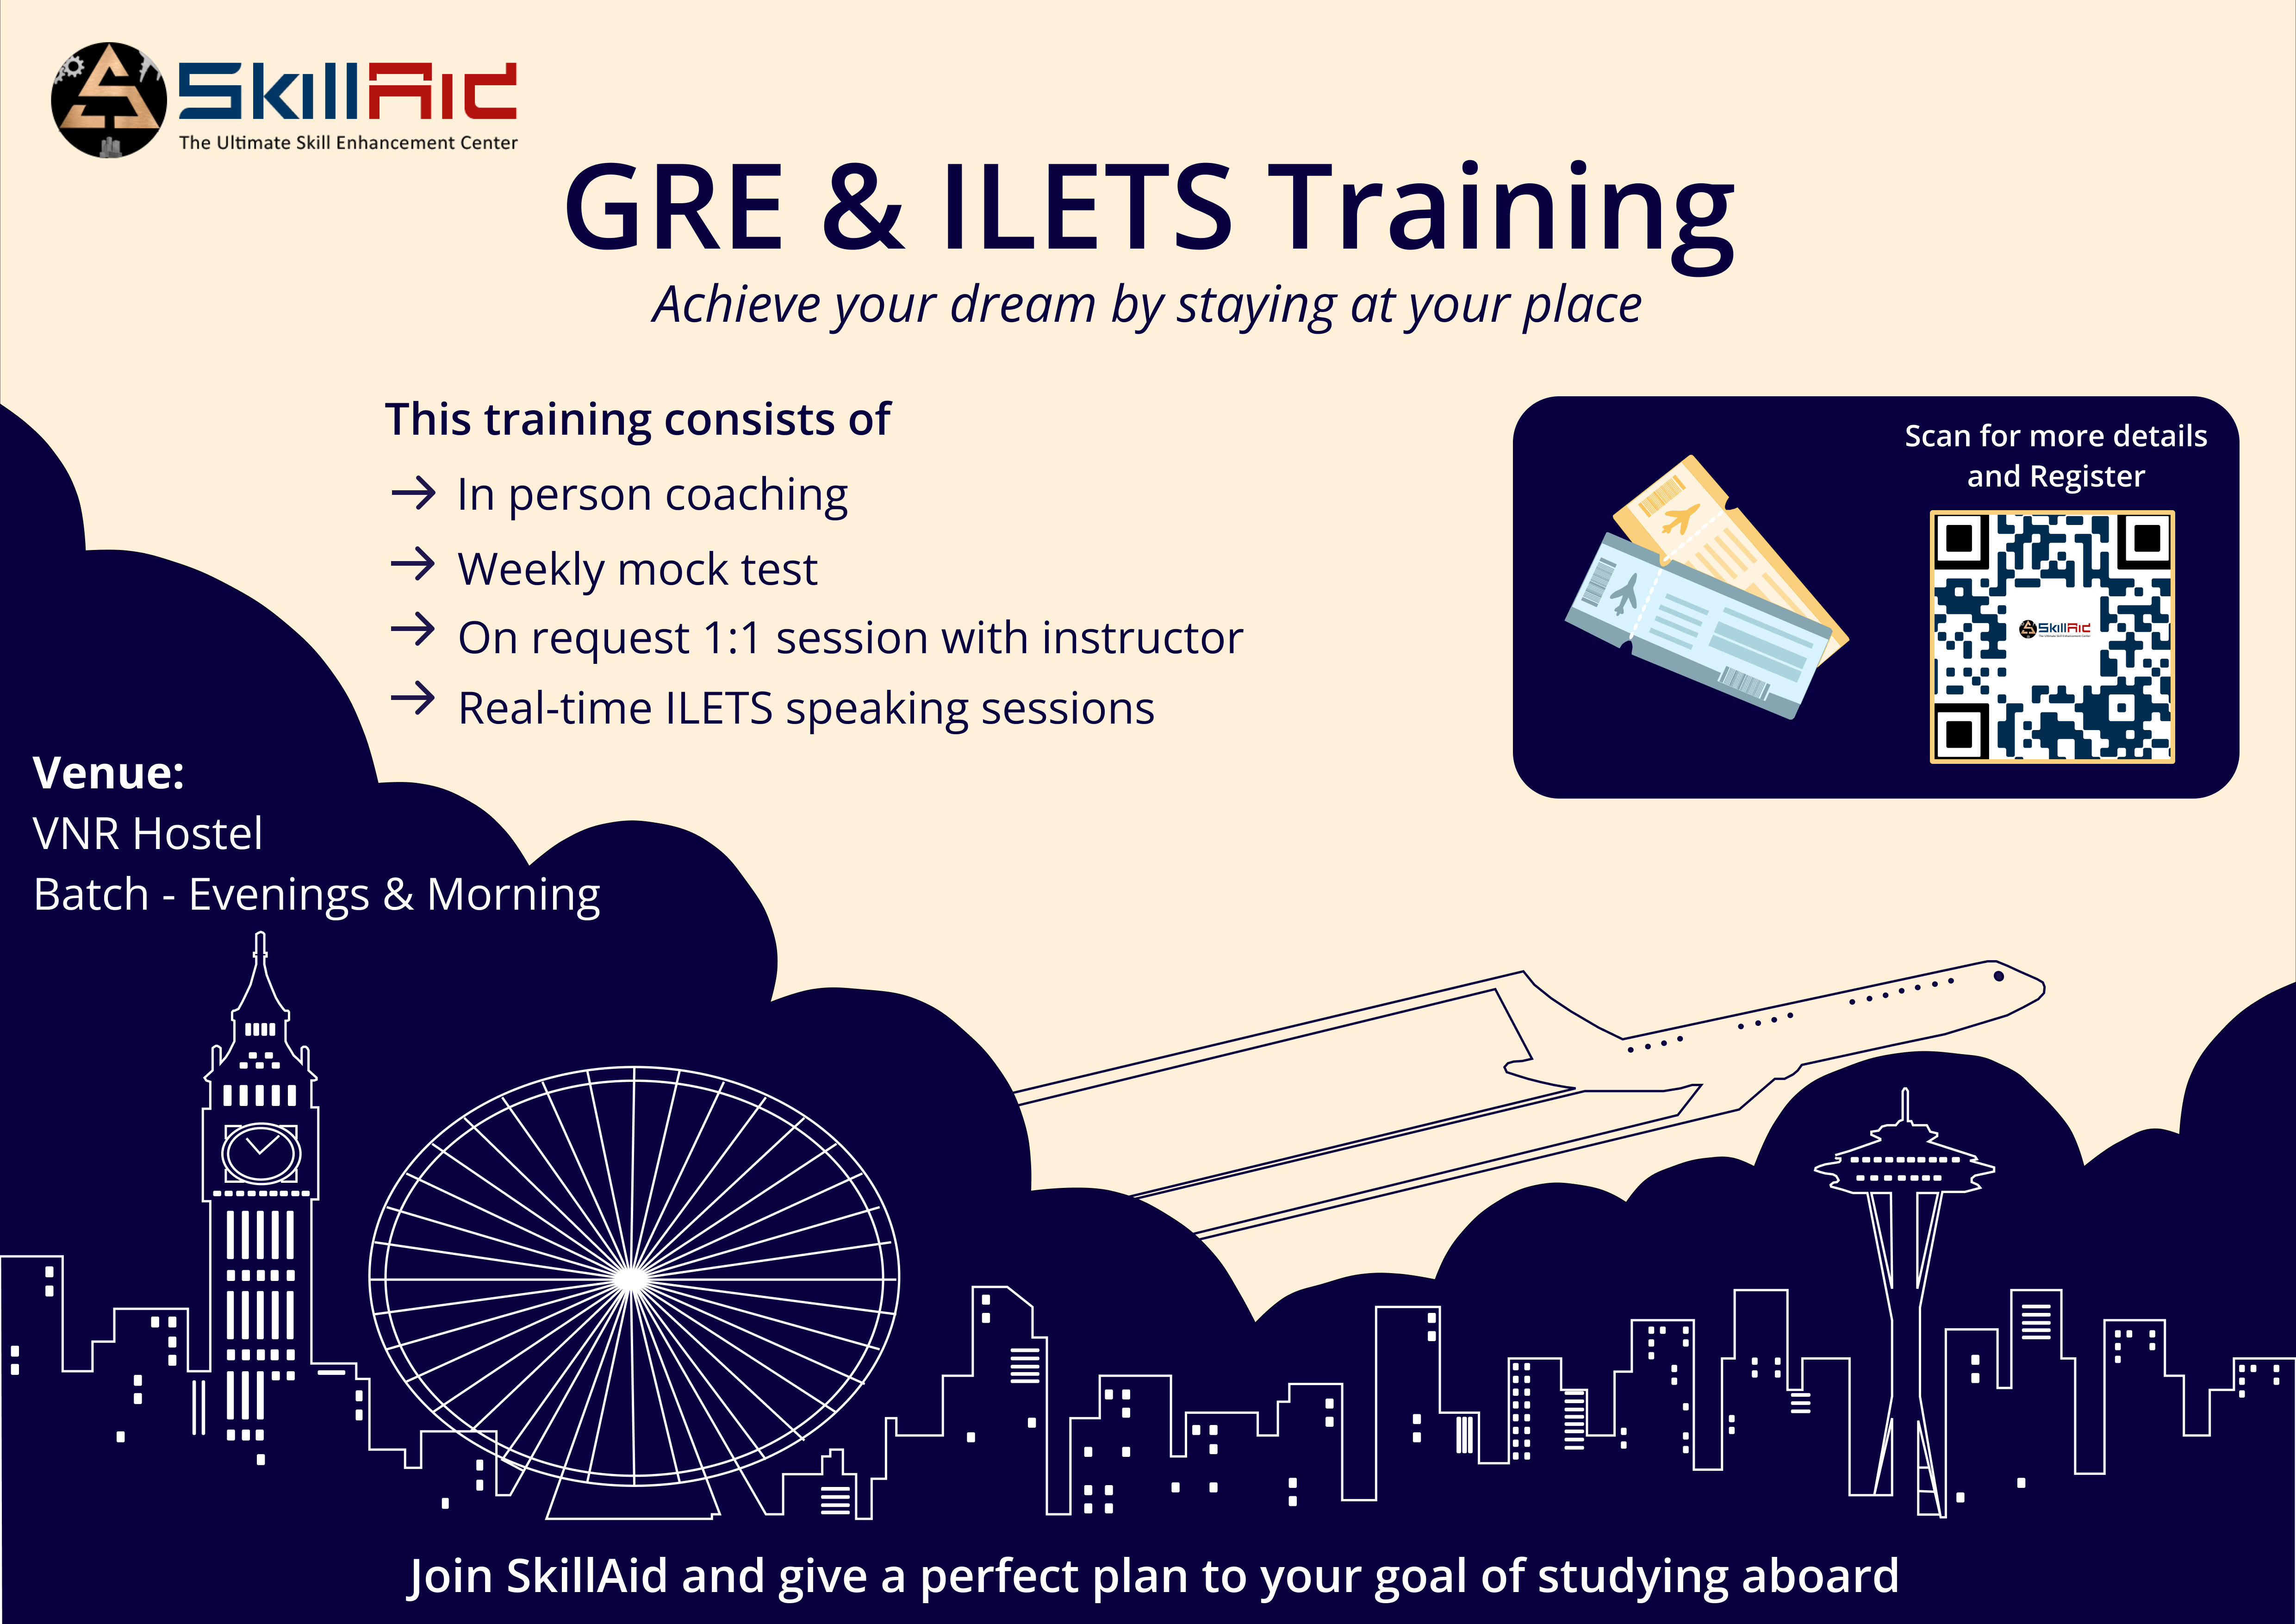 SkillAid
The Ultimate Skill Enhancement Center
GRE & ILETS Training
Achieve your dream by staying at your place
This training consists of
In person coaching
Weekly mock test
On request 1:1 session with instructor
Real-time ILETS speaking sessions
Scan for more details
and Register
SkillAid
Venue:
VNR Hostel
Batch - Evenings & Morning
Join SkillAid and give a perfect plan to your goal of studying aboard